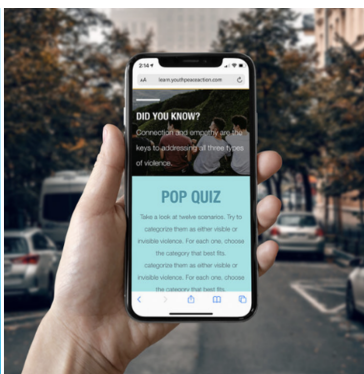 2:14
AA learn.youthpeaceaction.com
DID YOU KNOW?
Connection and empathy are the
keys to addressing all three types
of violence.
POP QUIZ
Take a look at twelve scenarios. Try to
categorize them as either visible or
invisible violence. For each one, choose
the category that best fits.
categorize them as either visible or
invisible violence. For each one, choose
the category that best fits.